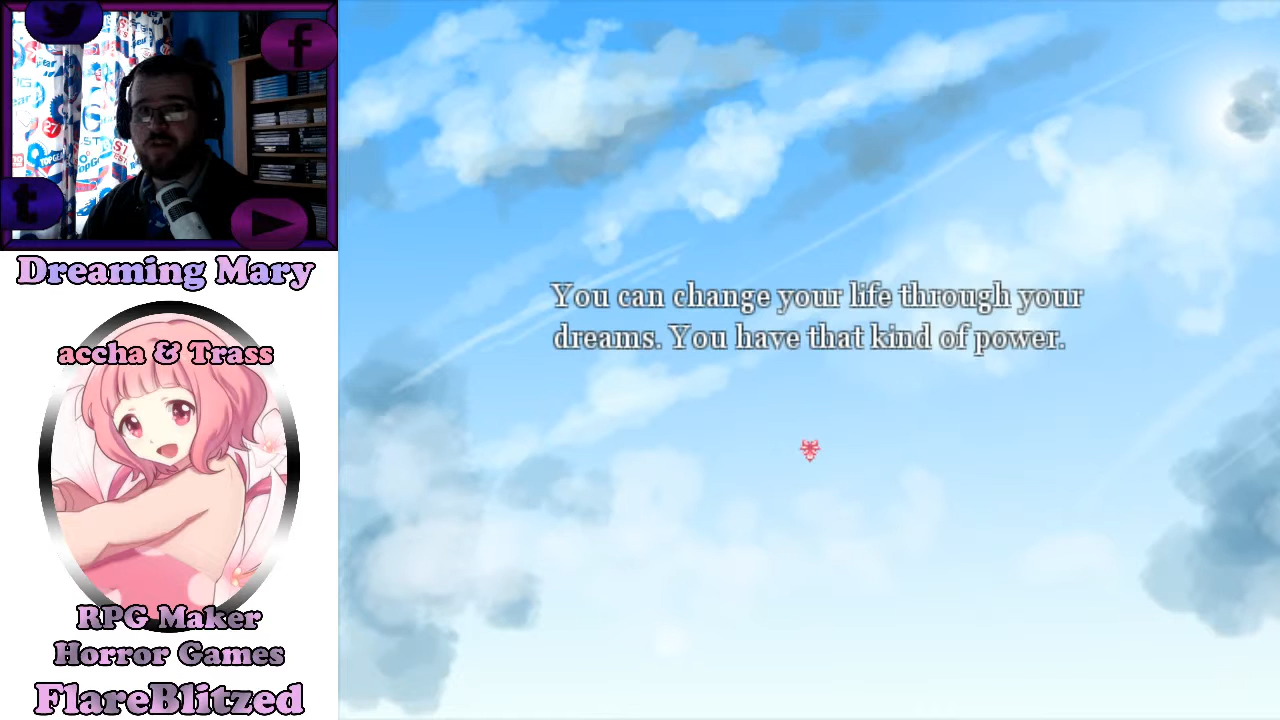 Dreaming Mary
accha & Trass
RPG Maker
Horror Games
FlareBlitzed
You can change your life through your
dreams. You have that kind of power.